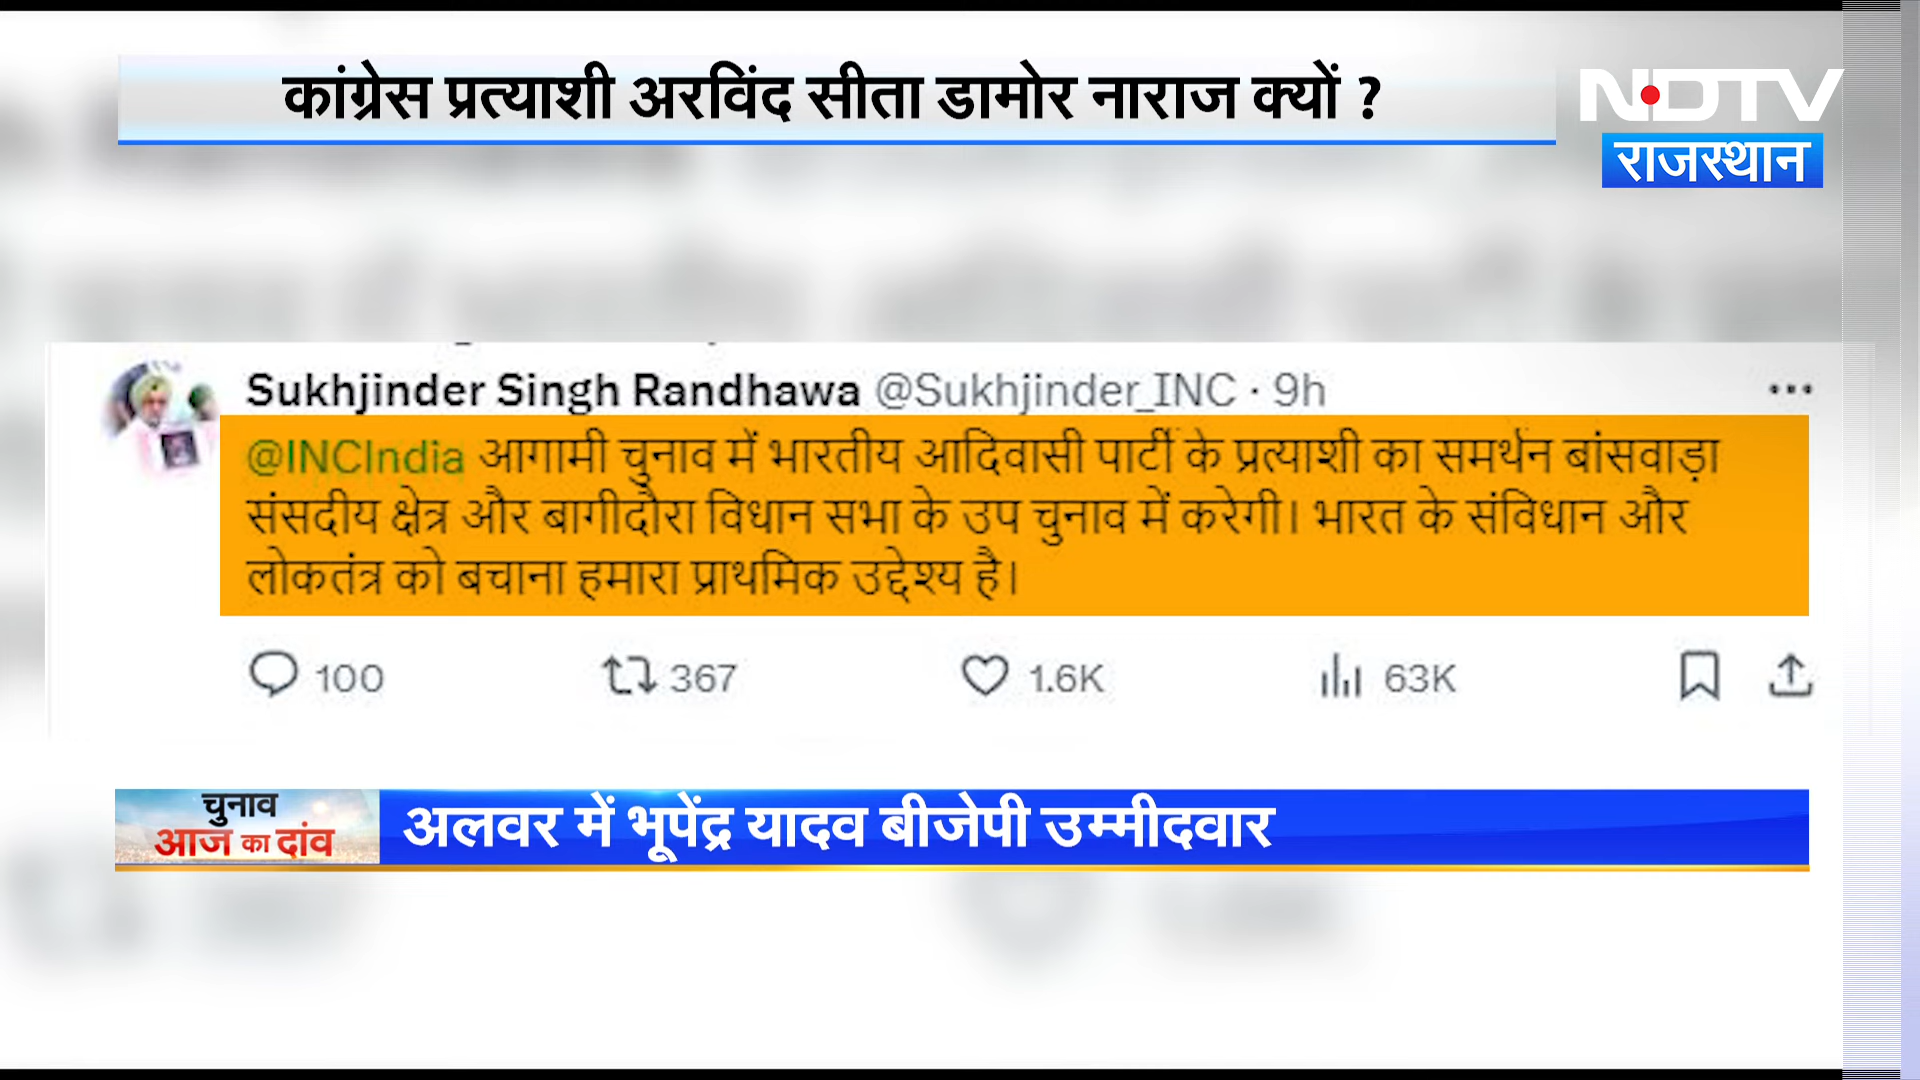 कांग्रेस प्रत्याशी अरविंद सीता डामोर नाराज क्यों ?
NDTV
राजस्थान
Sukhjinder Singh Randhawa @Sukhjinder_INC · 9h
@INCIndia आगामी चुनाव में भारतीय आदिवासी पार्टी के प्रत्याशी का समर्थन बांसवाड़ा
संसदीय क्षेत्र और बागीदौरा विधान सभा के उप चुनाव में करेगी। भारत के संविधान और
लोकतंत्र को बचाना हमारा प्राथमिक उद्देश्य है।
100 367 1.6K 63K
चुनाव
आज का दांव
अलवर में भूपेंद्र यादव बीजेपी उम्मीदवार